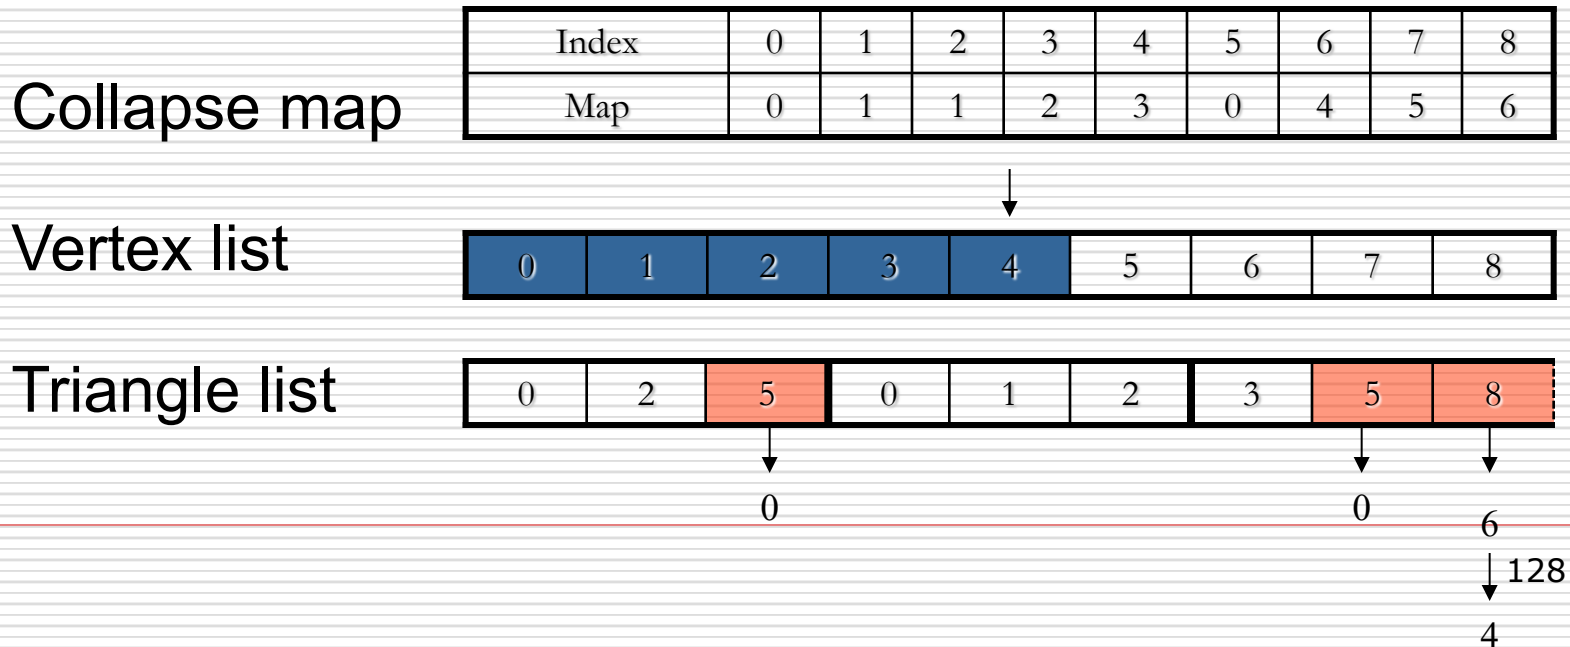 Index 0 1 2 3 4 5 6 7 8
Collapse map
Map 0 1 1 2 3 0 4 5 6
Vertex list
0 1 2 3 4 5 6 7 8
Triangle list
0 2 5 0 1 2 3 5 8
0 0
6
128
4